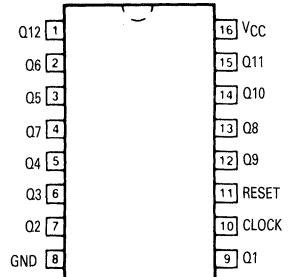 Q12 1 16 VCC
Q6 2 15 Q11
Q5 3 14 Q10
Q7 4 13 Q8
Q4 5 12 Q9
Q3 6 11 RESET
Q2 7 10 CLOCK
GND 8 9 Q1